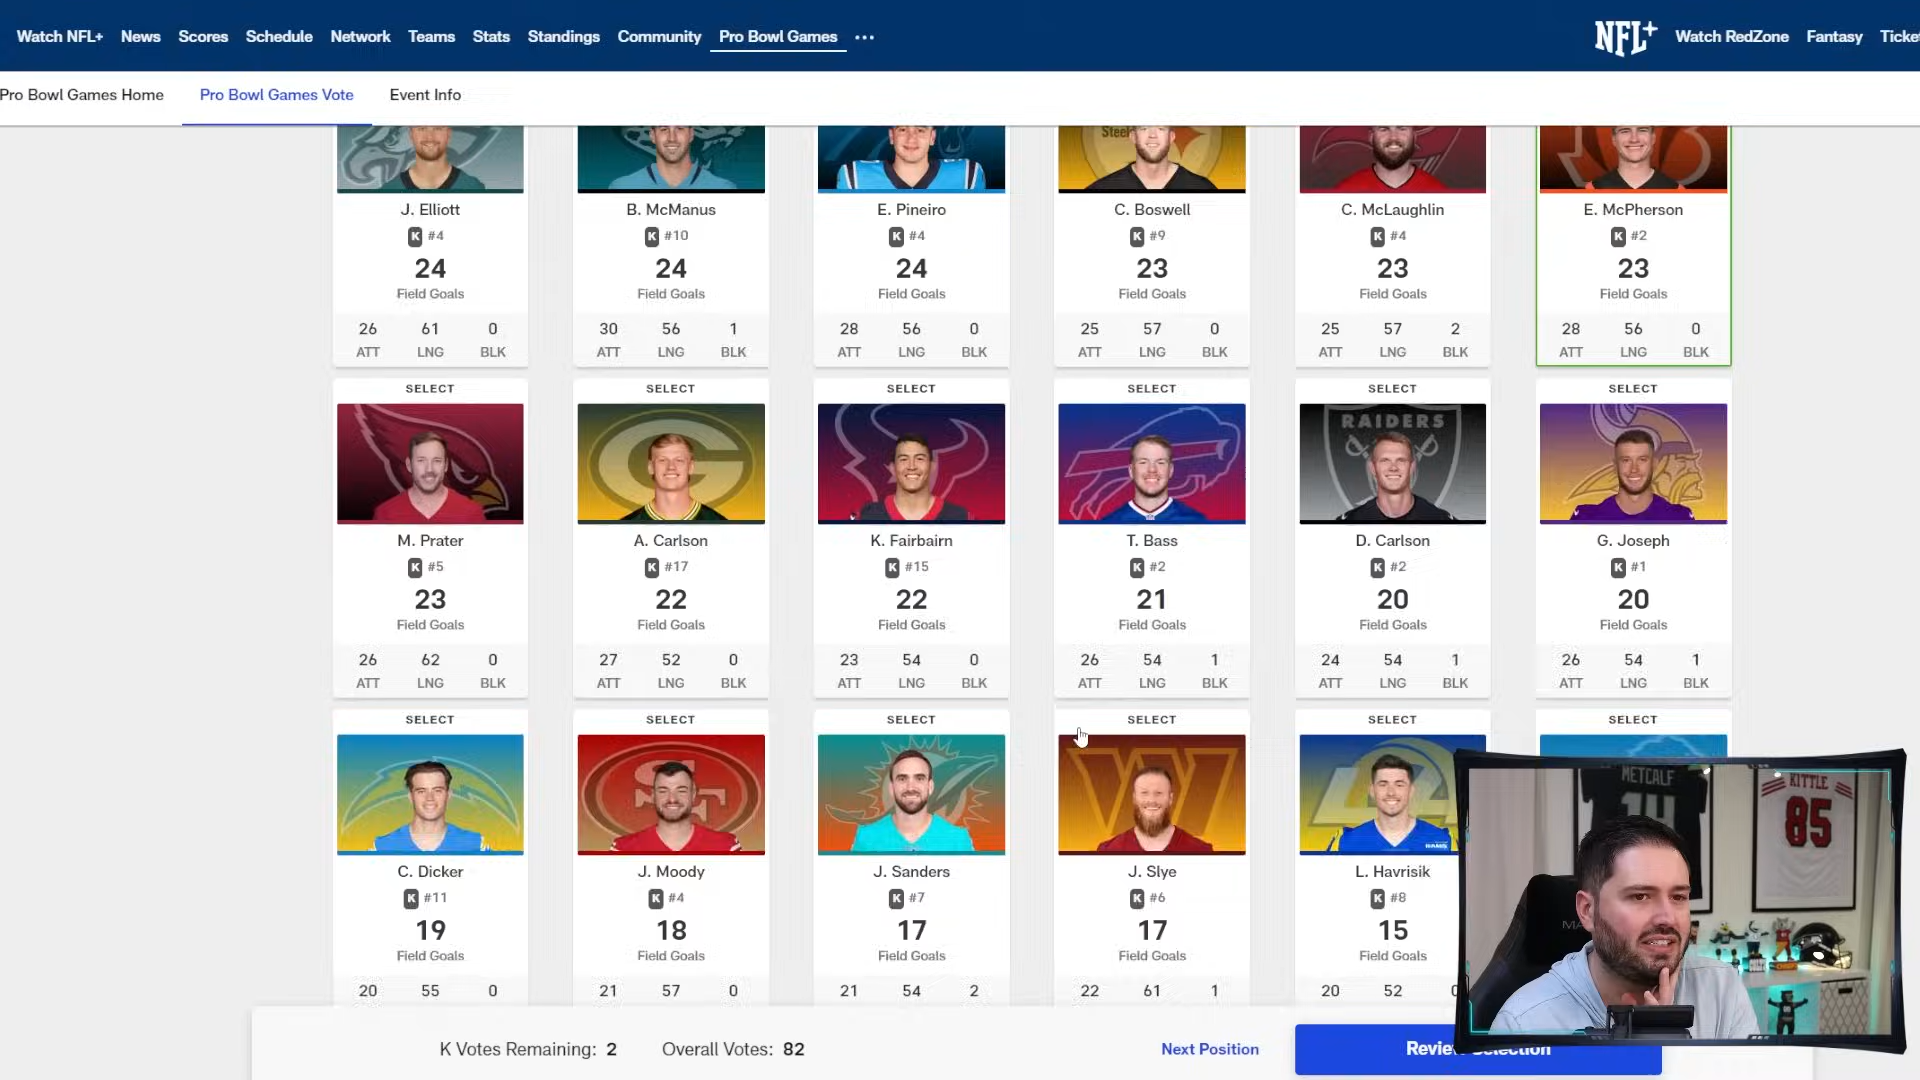 Watch NFL+ News Scores Schedule Network Teams Stats Standings Community Pro Bowl Games ••• NFL+ Watch RedZone Fantasy Ticke
Pro Bowl Games Home Pro Bowl Games Vote Event Info
Steel
J. Elliott B. McManus E. Pineiro C. Boswell C. McLaughlin E. McPherson
K #4 K #10 K #4 K #9 K #4 K #2
24 24 24 23 23 23
Field Goals Field Goals Field Goals Field Goals Field Goals Field Goals
26 61 0 30 56 1 28 56 0 25 57 0 25 57 2 28 56 0
ATT LNG BLK ATT LNG BLK ATT LNG BLK ATT LNG BLK ATT LNG BLK ATT LNG BLK
SELECT SELECT SELECT SELECT SELECT SELECT
G RAIDERS
M. Prater A. Carlson K. Fairbairn T. Bass D. Carlson G. Joseph
K #5 K #17 K #15 K #2 K #2 K #1
23 22 22 21 20 20
Field Goals Field Goals Field Goals Field Goals Field Goals Field Goals
26 62 0 27 52 0 23 54 0 26 54 1 24 54 1 26 54 1
ATT LNG BLK ATT LNG BLK ATT LNG BLK ATT LNG BLK ATT LNG BLK ATT LNG BLK
SELECT SELECT SELECT SELECT SELECT SELECT
SF W LA
RAMS
METCALF 14 KITTLE 85
C. Dicker J. Moody J. Sanders J. Slye L. Havrisik
K #11 K #4 K #7 K #6 K #8
19 18 17 17 15
Field Goals Field Goals Field Goals Field Goals Field Goals
20 55 0 21 57 0 21 54 2 22 61 1 20 52 0
K Votes Remaining: 2 Overall Votes: 82 Next Position Review Selection